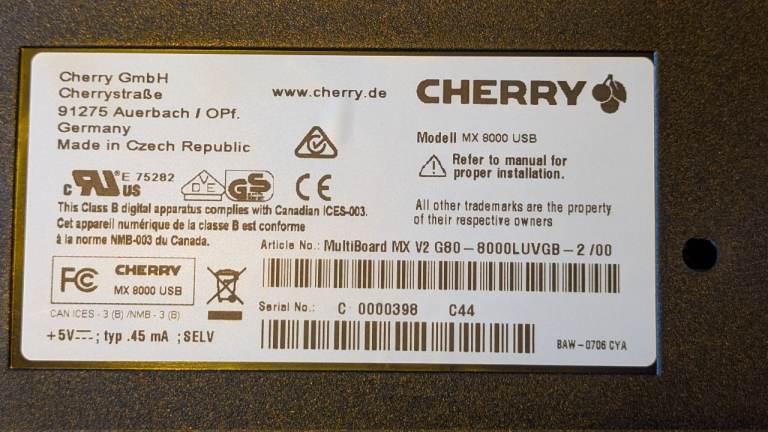 Cherry GmbH
Cherrystraße
91275 Auerbach / OPf.
Germany
Made in Czech Republic
www.cherry.de
CHERRY
Modell MX 8000 USB
Refer to manual for
proper installation.
c RU ® US E 75282
VDE
GS
CE
This Class B digital apparatus complies with Canadian ICES-003.
Cet appareil numérique de la classe B est conforme
à la norme NMB-003 du Canada.
All other trademarks are the property
of their respective owners
Article No.: MultiBoard MX V2 G80-8000LUVGB-2 /00
FC CHERRY
MX 8000 USB
CAN ICES - 3 (B) /NMB - 3 (B)
+5V ; typ .45 mA ;SELV
Serial No.: C 0000398 C44
BAW-0706 CYA